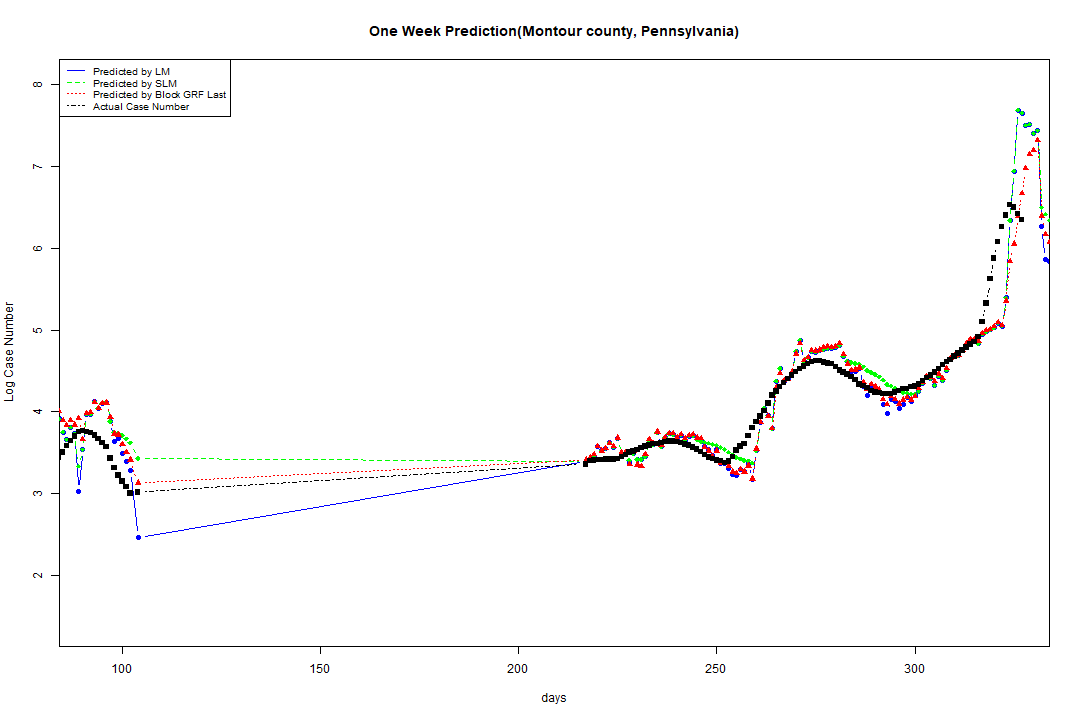 One Week Prediction(Montour county, Pennsylvania)
Predicted by LM
Predicted by SLM
Predicted by Block GRF Last
Actual Case Number
8
7
6
5
4
3
2
Log Case Number
100 150 200 250 300
days